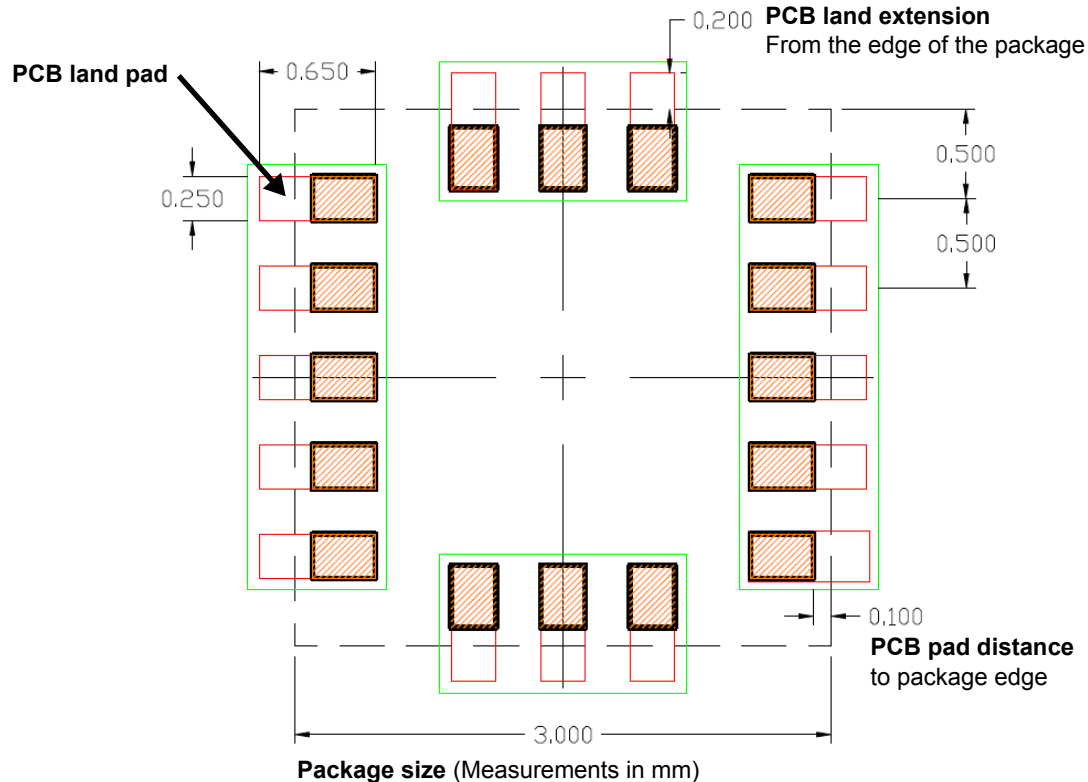 0.200
PCB land extension
From the edge of the package
PCB land pad
0.650
0.250
0.500
0.500
0.100
PCB pad distance
to package edge
3.000
Package size (Measurements in mm)